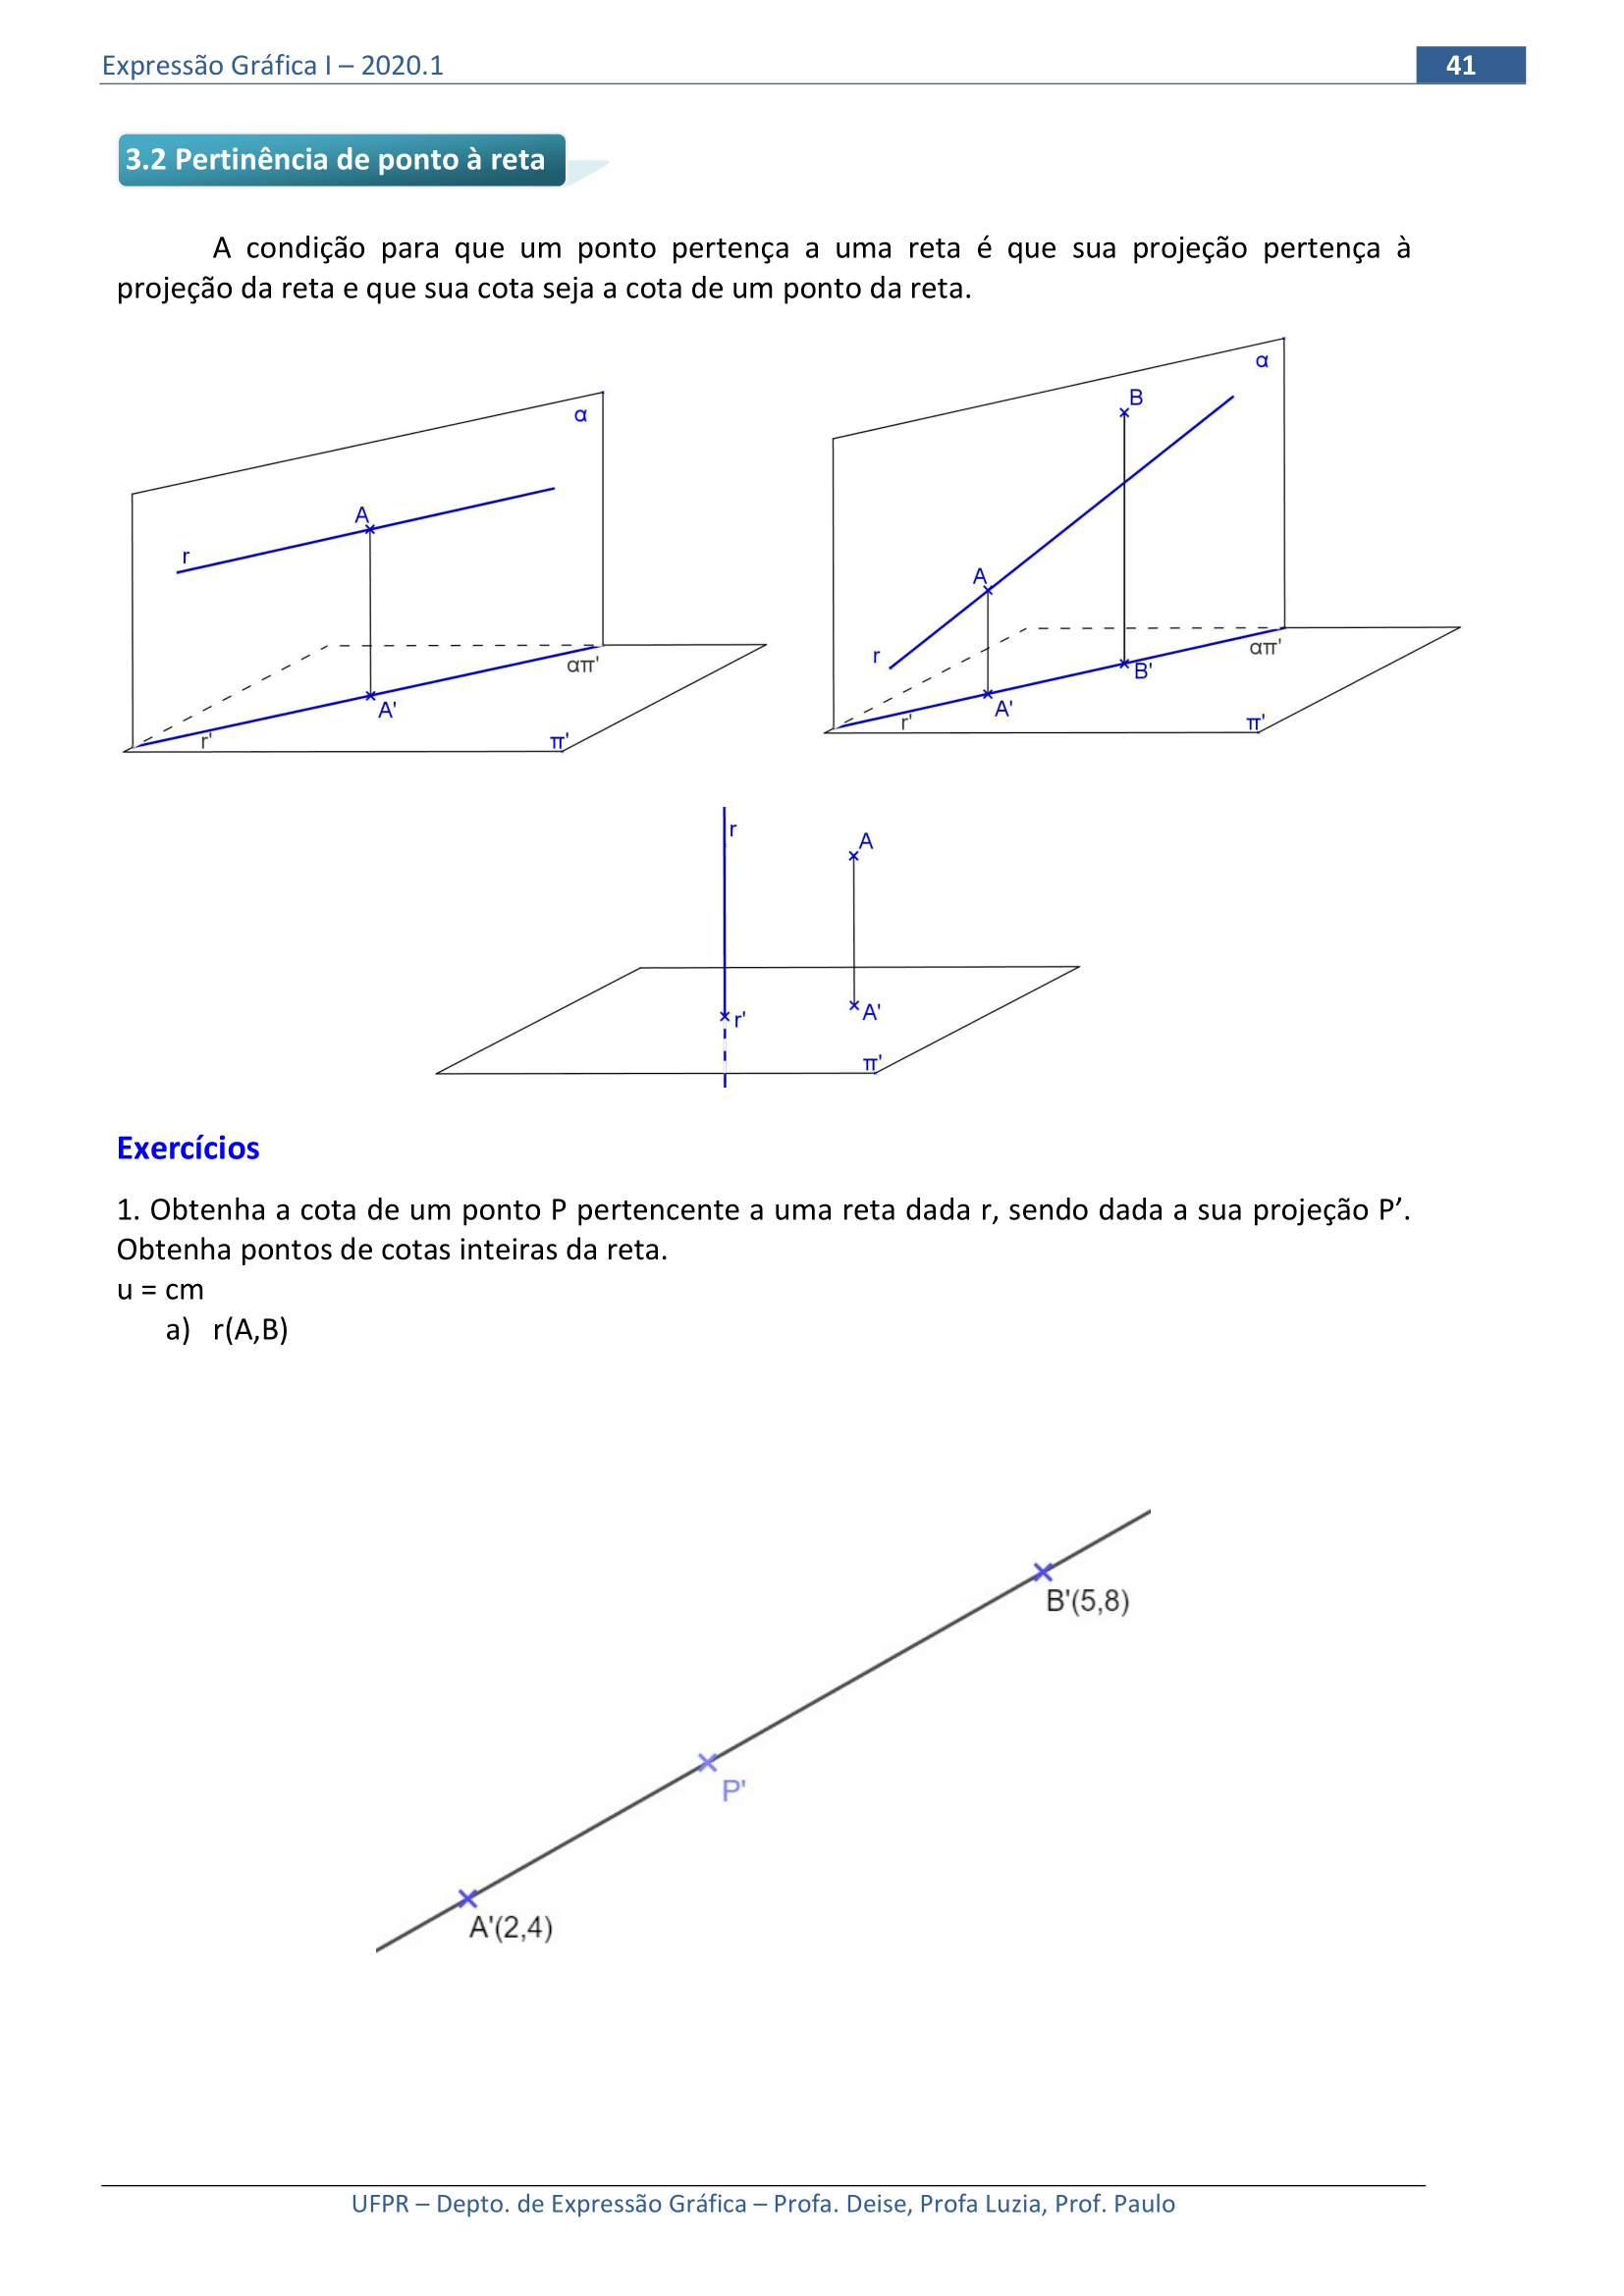 Expressão Gráfica I – 2020.1
41
3.2 Pertinência de ponto à reta
A condição para que um ponto pertença a uma reta é que sua projeção pertença à
projeção da reta e que sua cota seja a cota de um ponto da reta.
α
A
r
απ'
A'
r'
π'
α
B
A
r
απ'
B'
A'
r'
π'
r
A
A'
r'
π'
Exercícios
1. Obtenha a cota de um ponto P pertencente a uma reta dada r, sendo dada a sua projeção P’.
Obtenha pontos de cotas inteiras da reta.
u = cm
a) r(A,B)
B'(5,8)
P'
A'(2,4)
UFPR – Depto. de Expressão Gráfica – Profa. Deise, Profa Luzia, Prof. Paulo